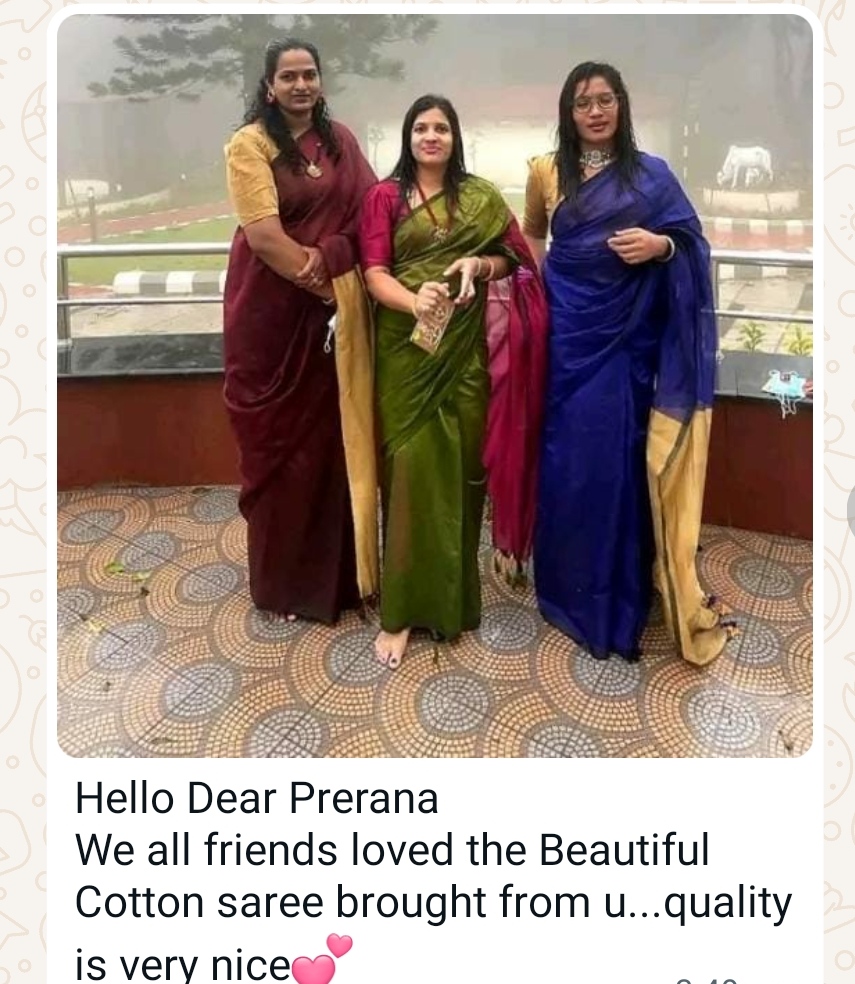 Hello Dear Prerana
We all friends loved the Beautiful
Cotton saree brought from u...quality
is very nice💕